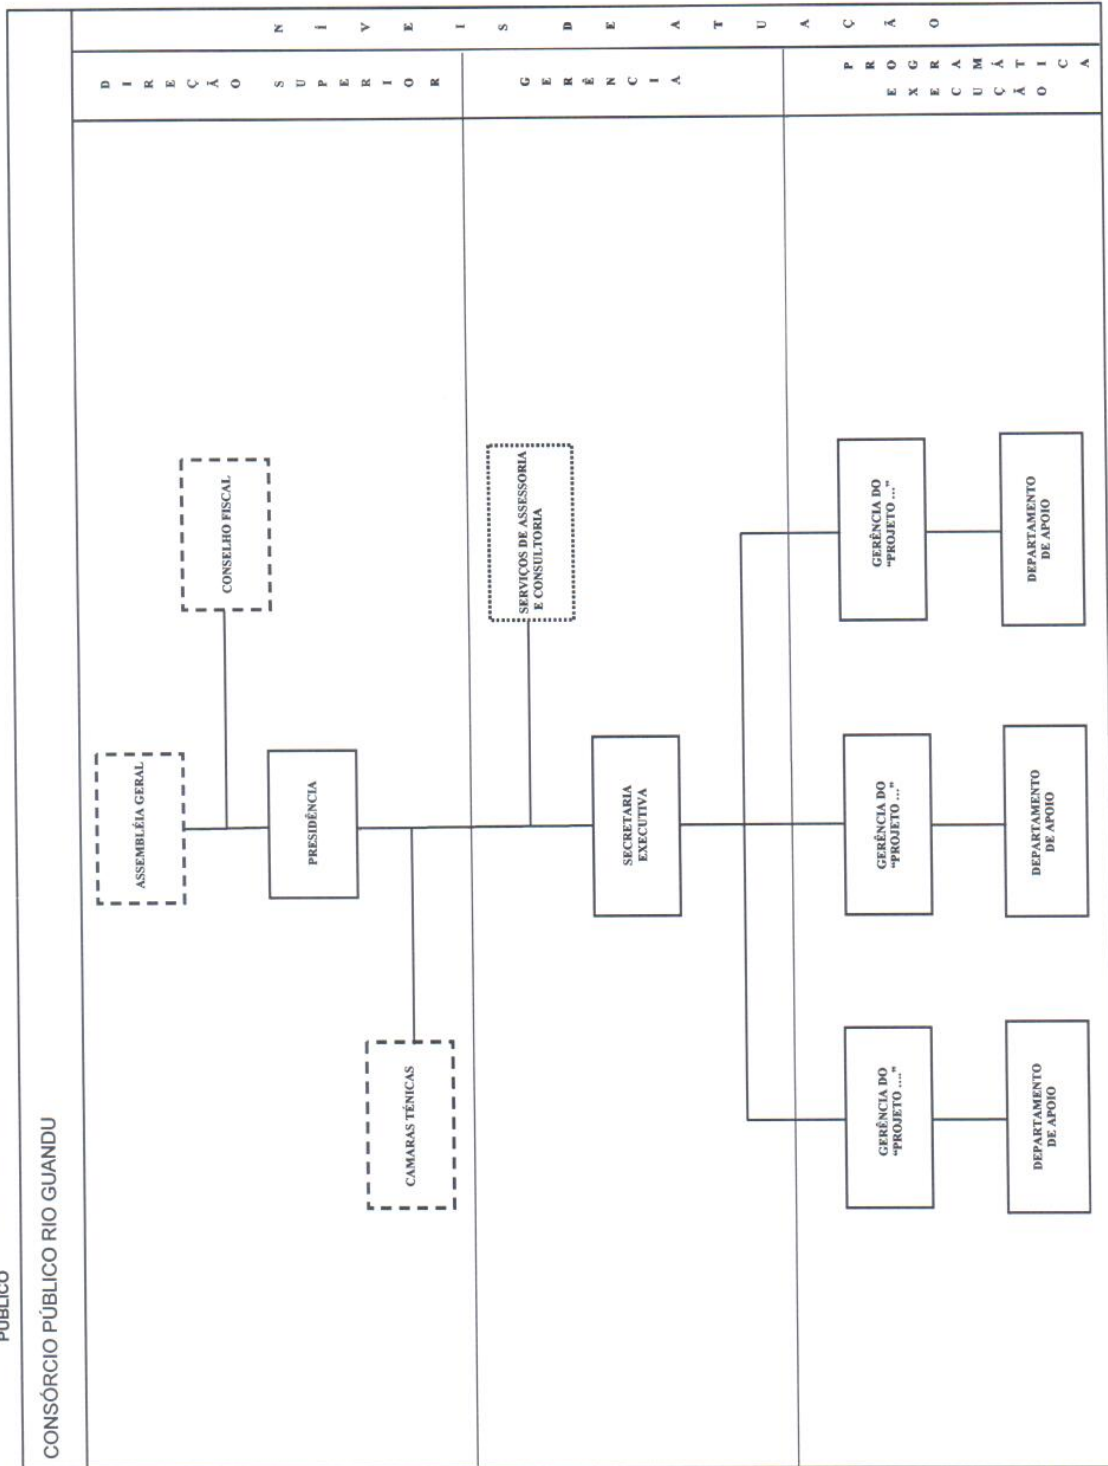 PÚBLICO
CONSÓRCIO PÚBLICO RIO GUANDU
NÍVEIS DE ATUAÇÃO
DIREÇÃO
SUPERIOR
GERÊNCIA
EXECUÇÃO
PROGRAMÁTICA
ASSEMBLÉIA GERAL
CONSELHO FISCAL
PRESIDÊNCIA
CAMARAS TÉNICAS
SERVIÇOS DE ASSESSORIA
E CONSULTORIA
SECRETARIA
EXECUTIVA
GERÊNCIA DO
“PROJETO ....”
GERÊNCIA DO
“PROJETO ...”
GERÊNCIA DO
“PROJETO ...”
DEPARTAMENTO
DE APOIO
DEPARTAMENTO
DE APOIO
DEPARTAMENTO
DE APOIO